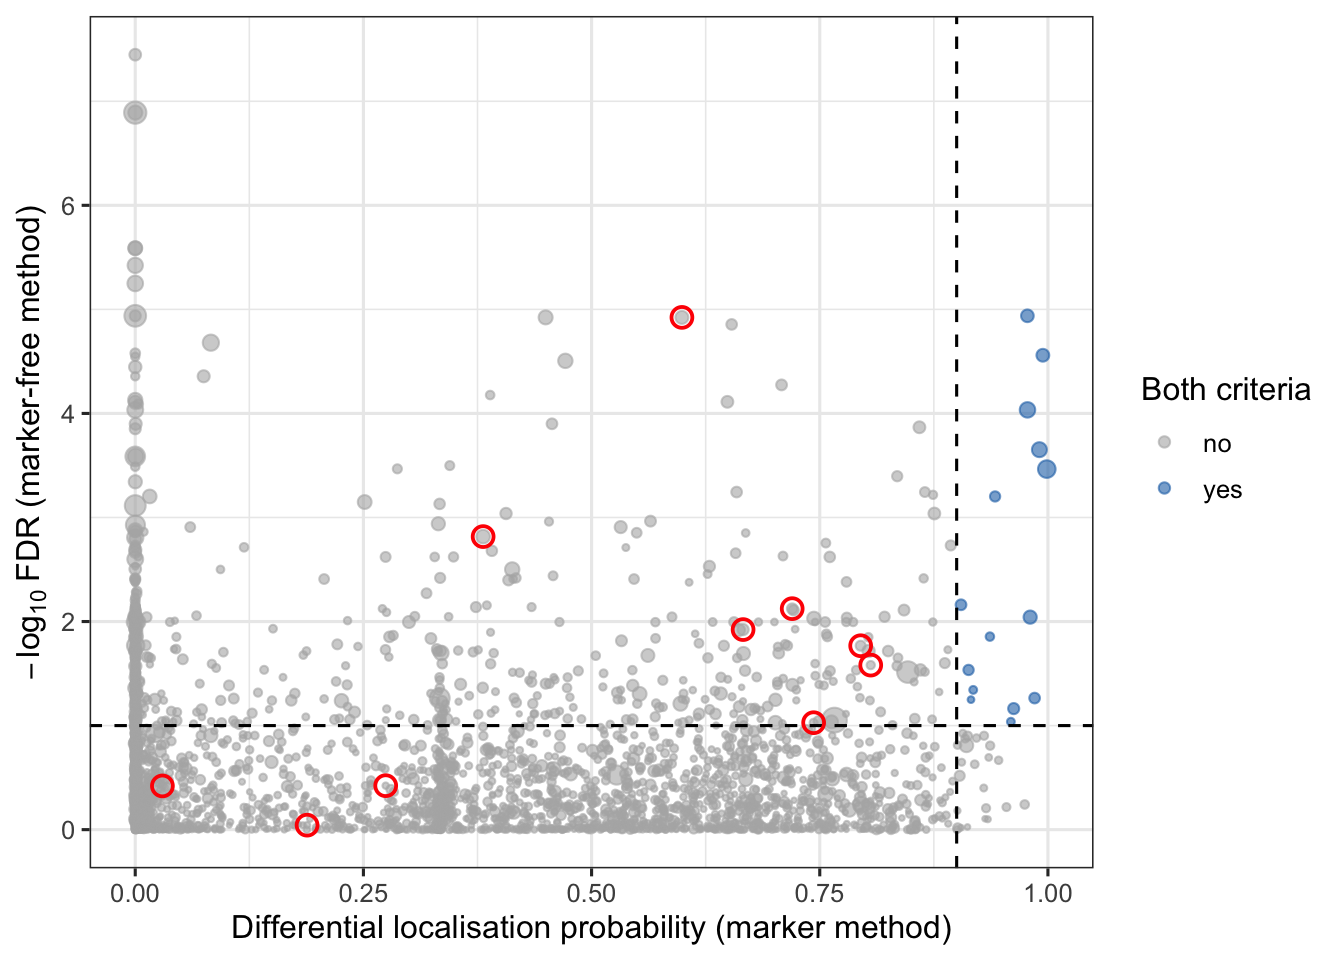 6
4
2
0
−log10 FDR (marker-free method)
0.00 0.25 0.50 0.75 1.00
Differential localisation probability (marker method)
Both criteria
no
yes